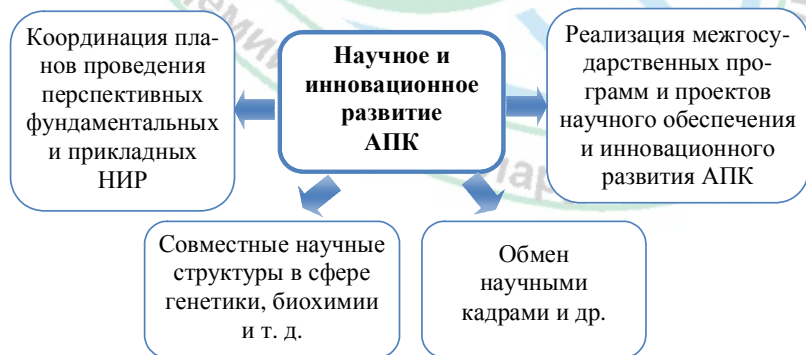 Координация пла-
нов проведения
перспективных
фундаментальных
и прикладных
НИР
Научное и
инновационное
развитие
АПК
Реализация межгосу-
дарственных про-
грамм и проектов
научного обеспечения
и инновационного
развития АПК
Совместные научные
структуры в сфере
генетики, биохимии
и т. д.
Обмен
научными
кадрами и др.